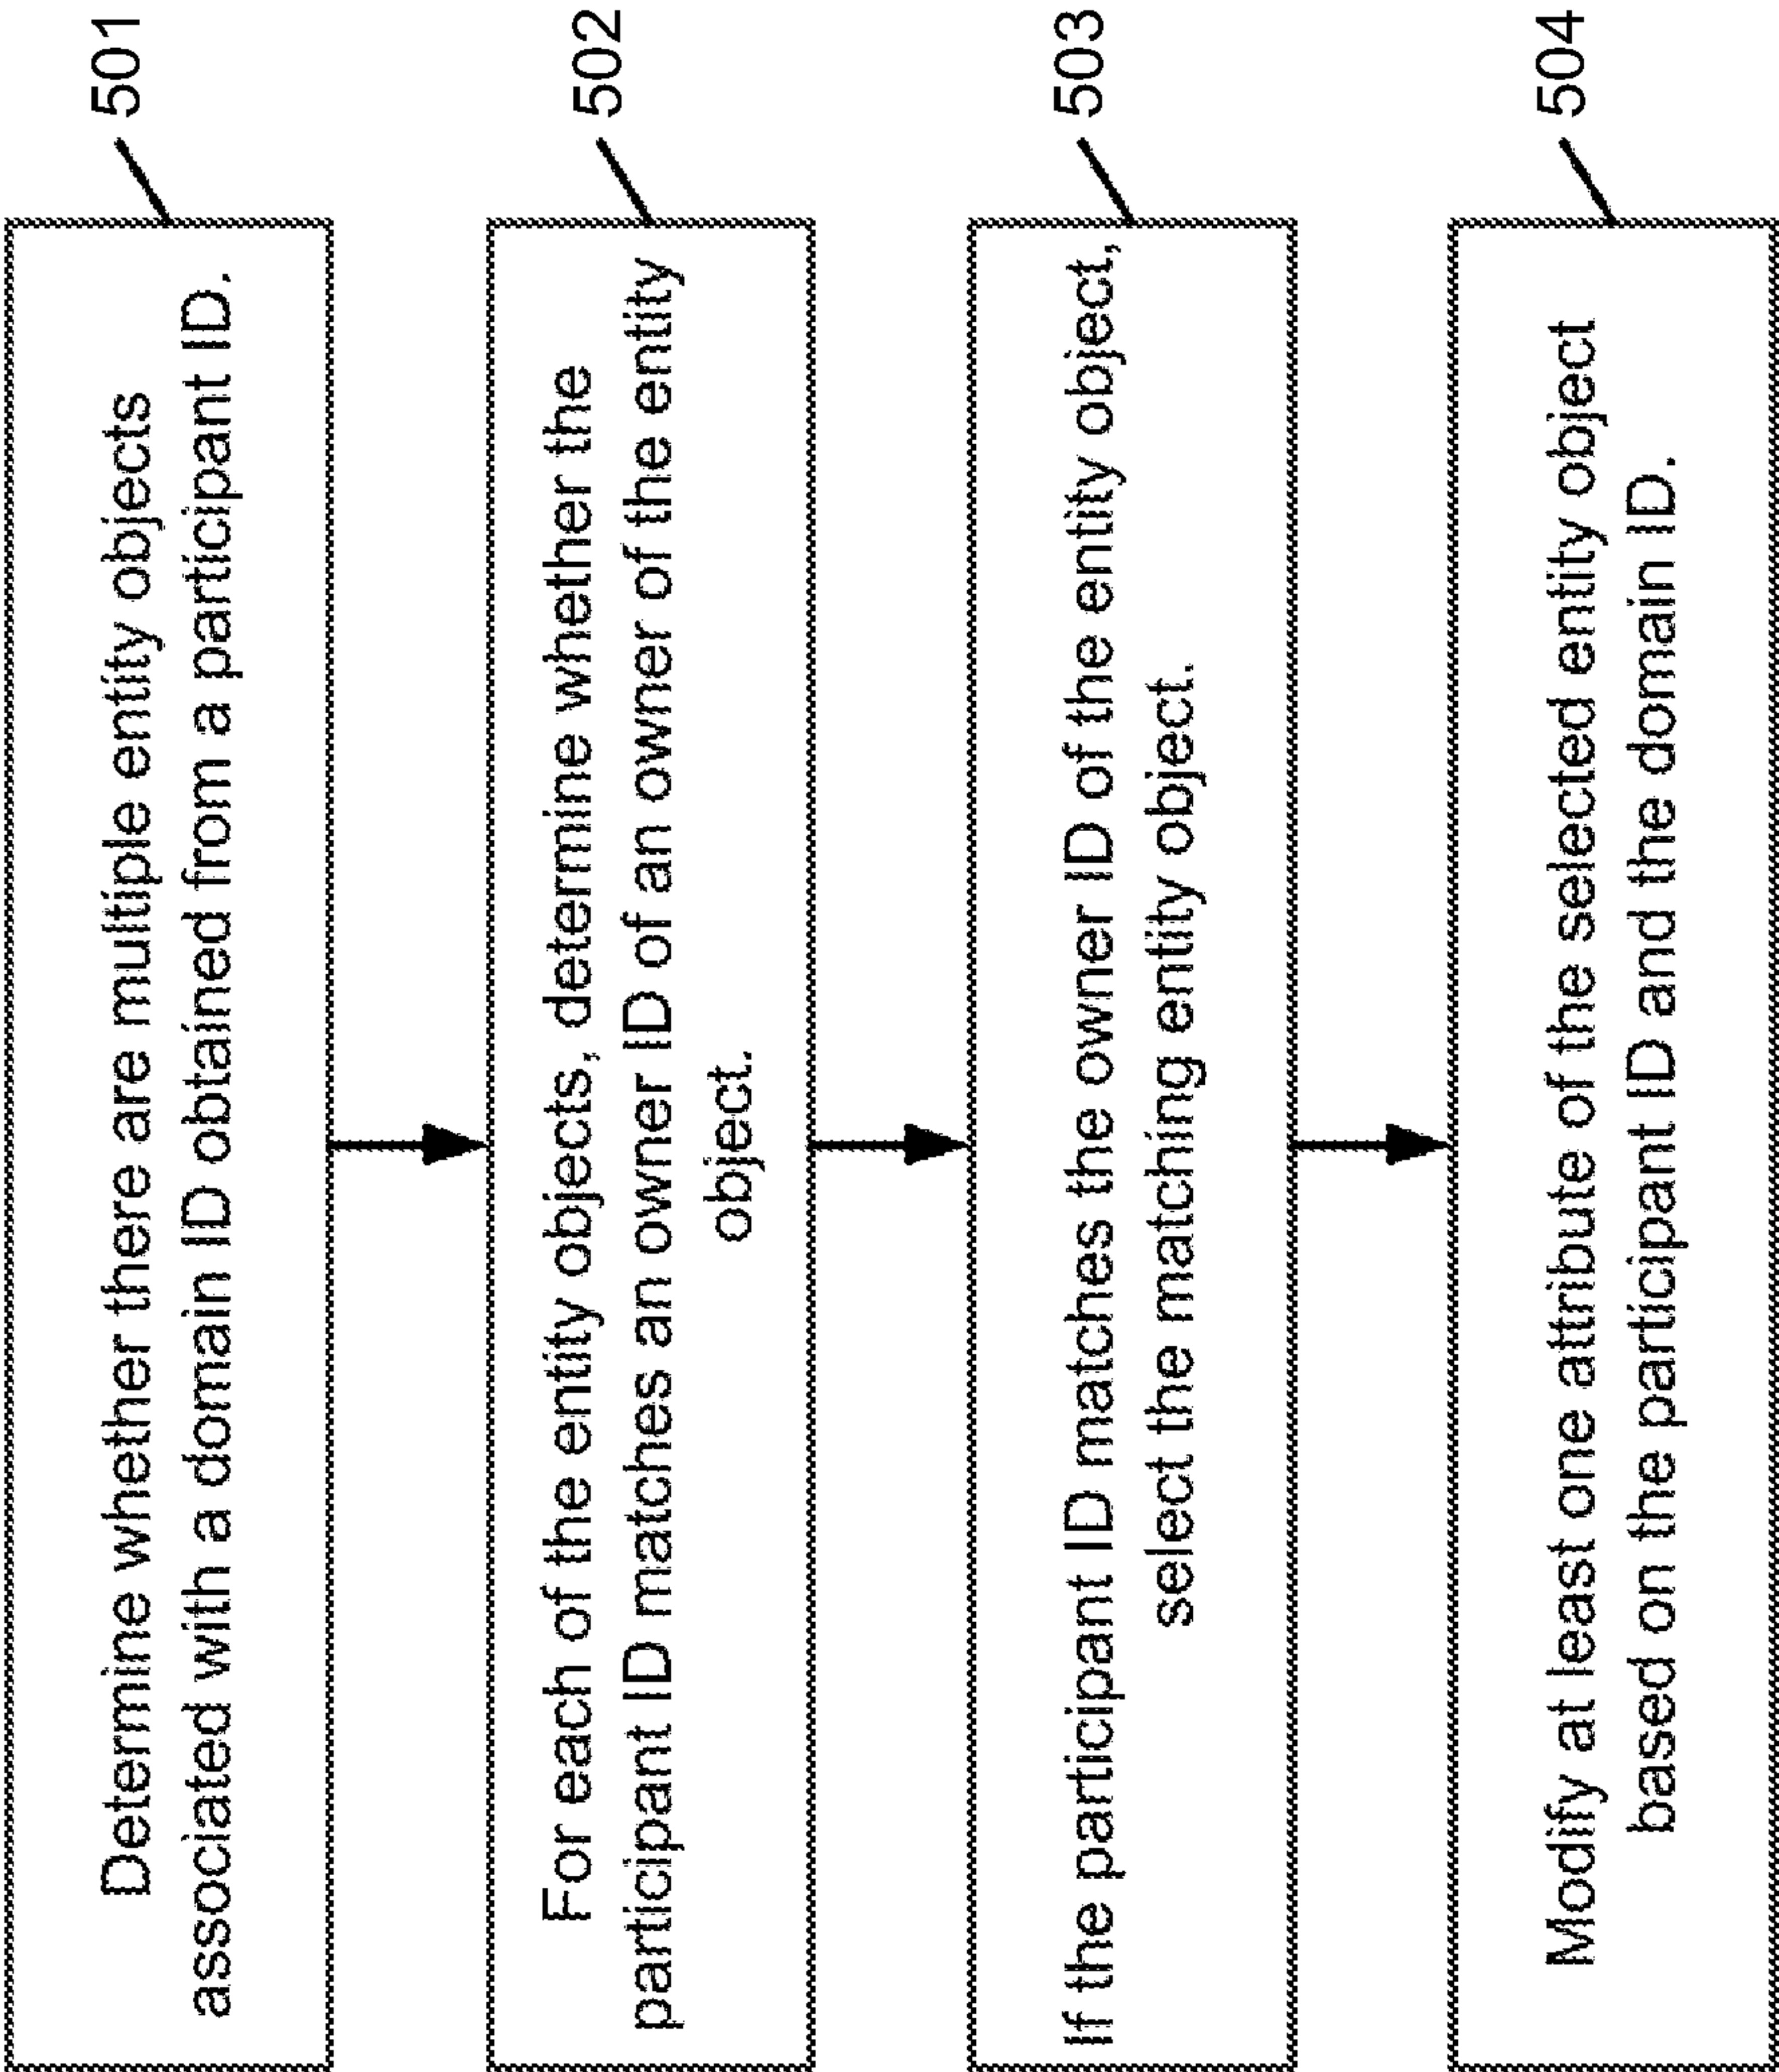 Determine whether there are multiple entity objects
associated with a domain ID obtained from a participant ID.
501
For each of the entity objects, determine whether the
participant ID matches an owner ID of an owner of the entity
object.
502
If the participant ID matches the owner ID of the entity object,
select the matching entity object.
503
Modify at least one attribute of the selected entity object
based on the participant ID and the domain ID.
504